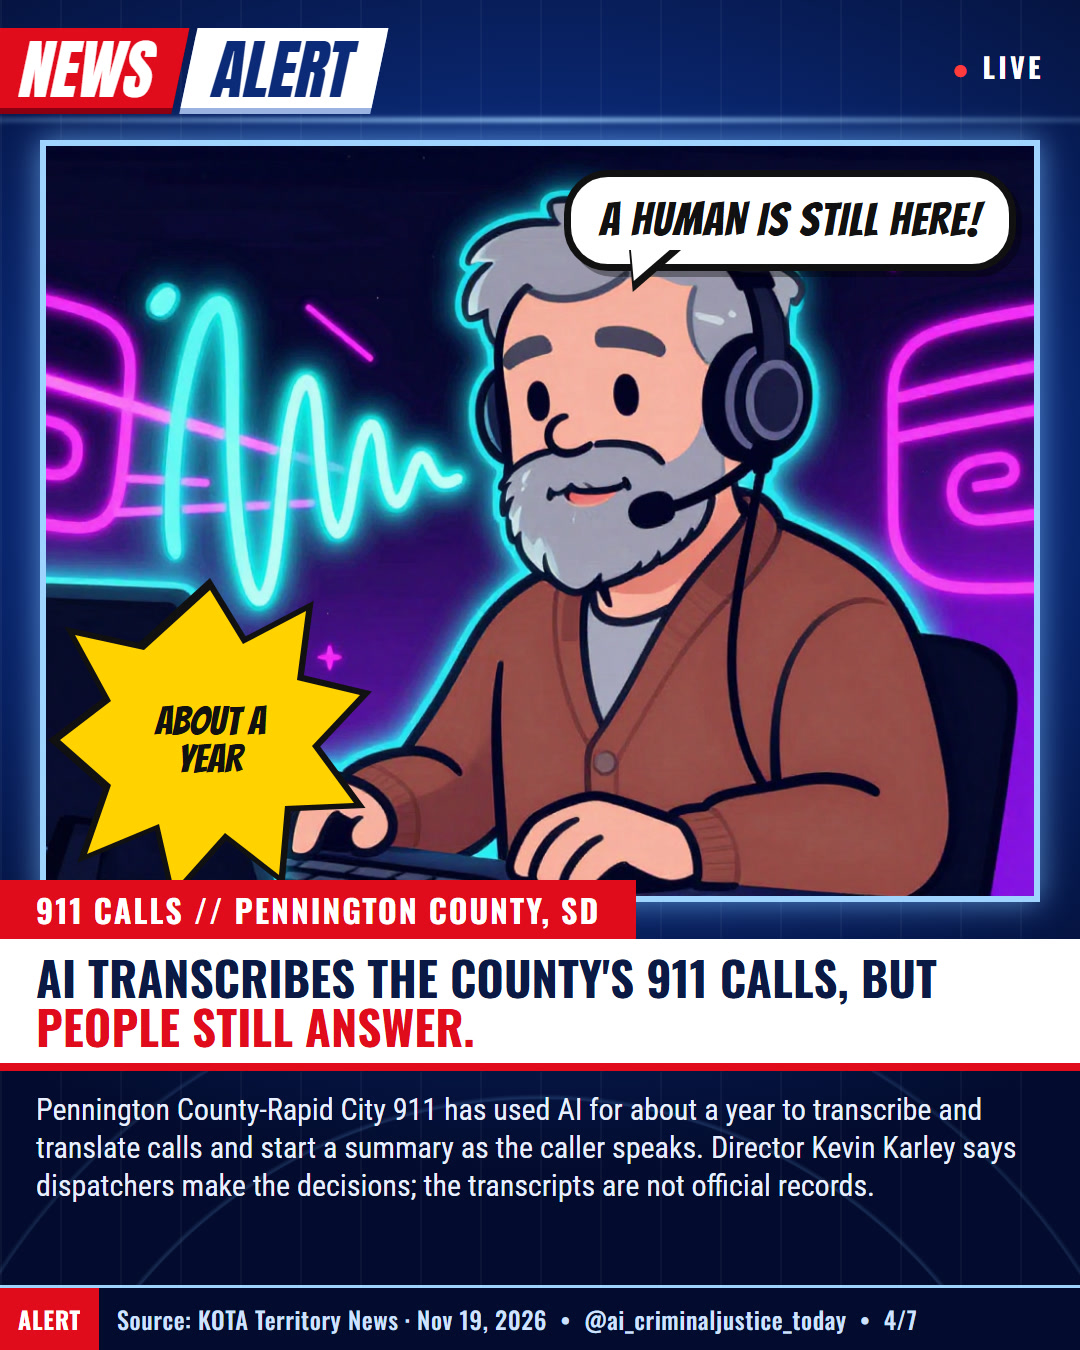 NEWS ALERT
LIVE
A HUMAN IS STILL HERE!
ABOUT A
YEAR
911 CALLS // PENNINGTON COUNTY, SD
AI TRANSCRIBES THE COUNTY'S 911 CALLS, BUT
PEOPLE STILL ANSWER.
Pennington County-Rapid City 911 has used AI for about a year to transcribe and
translate calls and start a summary as the caller speaks. Director Kevin Karley says
dispatchers make the decisions; the transcripts are not official records.
ALERT Source: KOTA Territory News · Nov 19, 2026 • @ai_criminaljustice_today • 4/7